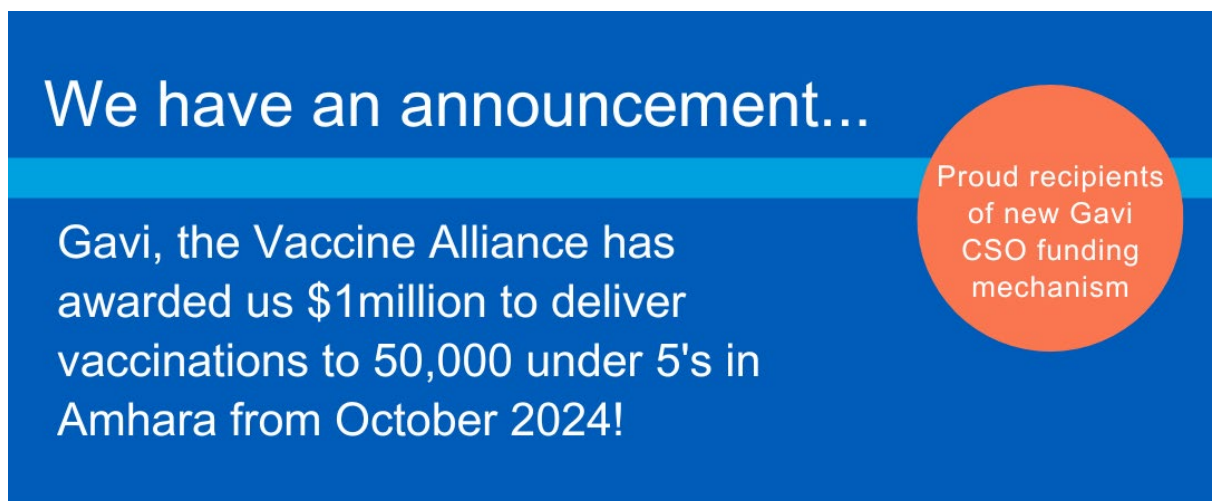 We have an announcement...
Proud recipients
of new Gavi
CSO funding
mechanism
Gavi, the Vaccine Alliance has
awarded us $1million to deliver
vaccinations to 50,000 under 5's in
Amhara from October 2024!